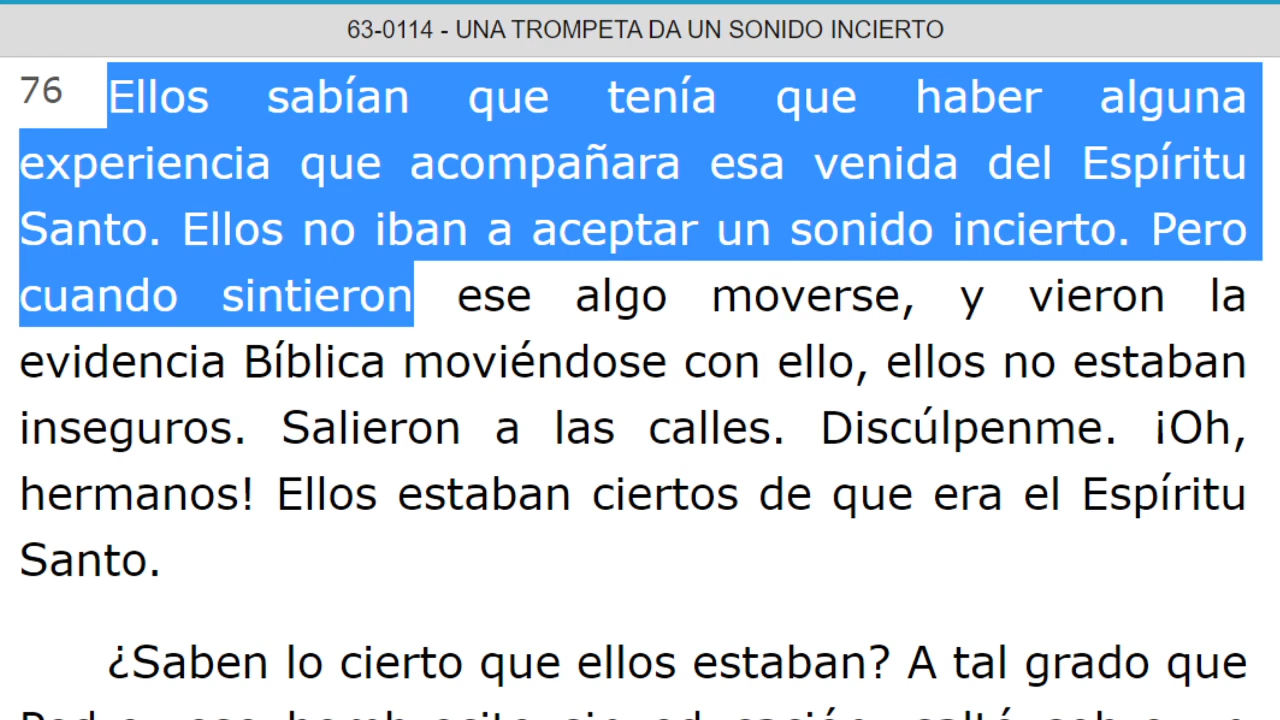 63-0114 - UNA TROMPETA DA UN SONIDO INCIERTO
76 Ellos sabían que tenía que haber alguna
experiencia que acompañara esa venida del Espíritu
Santo. Ellos no iban a aceptar un sonido incierto. Pero
cuando sintieron ese algo moverse, y vieron la
evidencia Bíblica moviéndose con ello, ellos no estaban
inseguros. Salieron a las calles. Discúlpenme. ¡Oh,
hermanos! Ellos estaban ciertos de que era el Espíritu
Santo.
¿Saben lo cierto que ellos estaban? A tal grado que